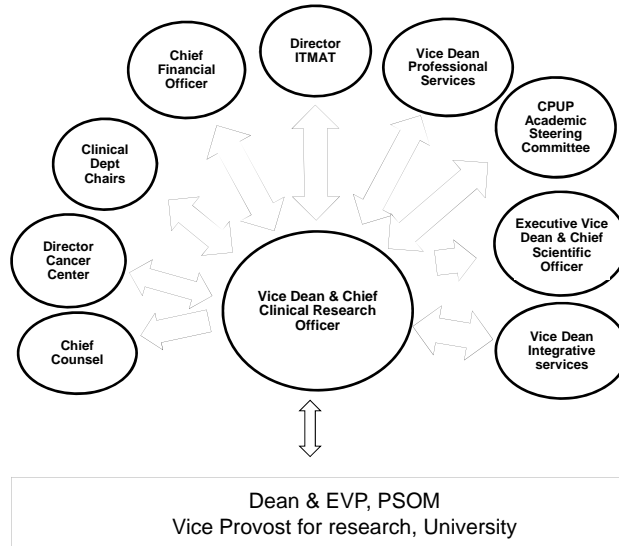 Chief
Financial
Officer
Director
ITMAT
Vice Dean
Professional
Services
CPUP
Academic
Steering
Committee
Clinical
Dept
Chairs
Executive Vice
Dean & Chief
Scientific
Officer
Director
Cancer
Center
Vice Dean & Chief
Clinical Research
Officer
Chief
Counsel
Vice Dean
Integrative
services
Dean & EVP, PSOM
Vice Provost for research, University